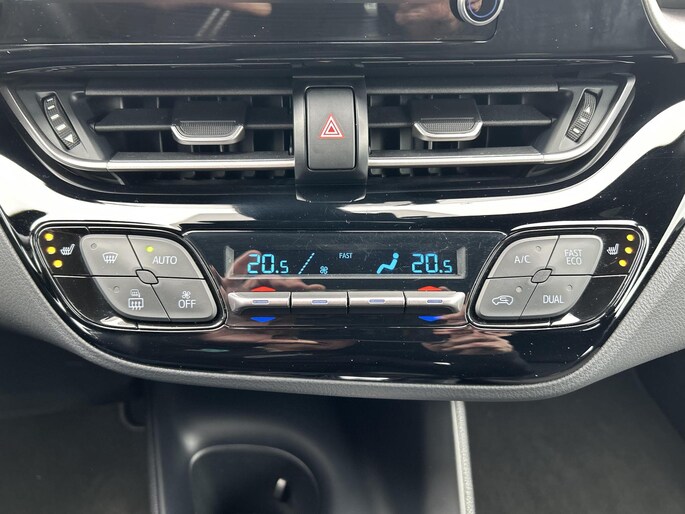 AUTO
OFF
20.5
FAST
20.5
A/C
FAST
ECO
DUAL